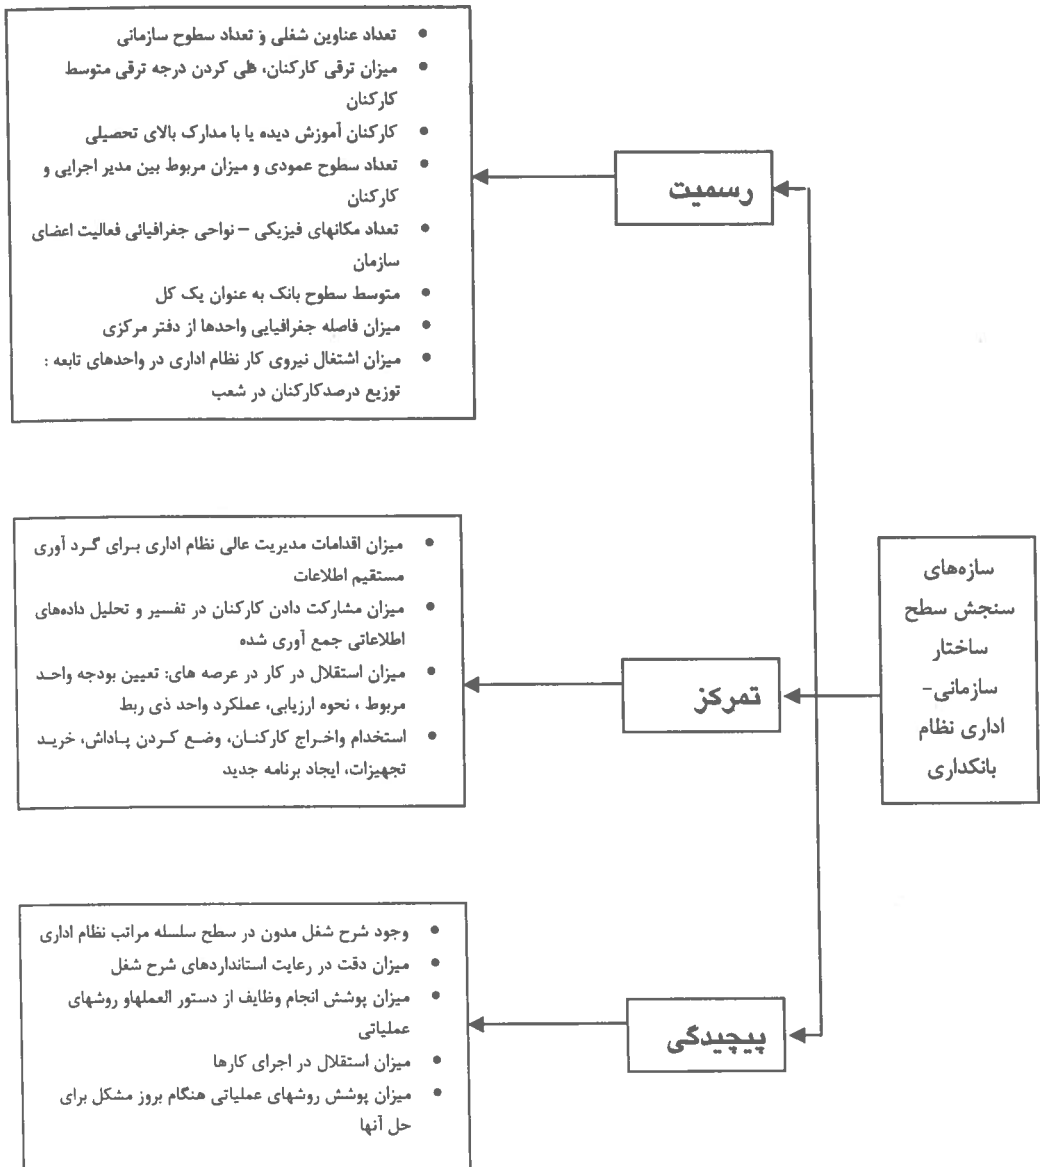 سازه‌های
سنجش سطح
ساختار
سازمانی-
اداری نظام
بانکداری
رسمیت
• تعداد عناوین شغلی و تعداد سطوح سازمانی
• میزان ترقی کارکنان، طی کردن درجه ترقی متوسط
کارکنان
• کارکنان آموزش دیده یا با مدارک بالای تحصیلی
• تعداد سطوح عمودی و میزان مربوط بین مدیر اجرایی و
کارکنان
• تعداد مکانهای فیزیکی – نواحی جغرافیائی فعالیت اعضای
سازمان
• متوسط سطوح بانک به عنوان یک کل
• میزان فاصله جغرافیایی واحدها از دفتر مرکزی
• میزان اشتغال نیروی کار نظام اداری در واحدهای تابعه :
توزیع درصدکارکنان در شعب
تمرکز
• میزان اقدامات مدیریت عالی نظام اداری برای گرد آوری
مستقیم اطلاعات
• میزان مشارکت دادن کارکنان در تفسیر و تحلیل داده‌های
اطلاعاتی جمع آوری شده
• میزان استقلال در کار در عرصه های: تعیین بودجه واحد
مربوط ، نحوه ارزیابی، عملکرد واحد ذی ربط
• استخدام واخراج کارکنان، وضع کردن پاداش، خرید
تجهیزات، ایجاد برنامه جدید
پیچیدگی
• وجود شرح شغل مدون در سطح سلسله مراتب نظام اداری
• میزان دقت در رعایت استانداردهای شرح شغل
• میزان پوشش انجام وظایف از دستور العملهاو روشهای
عملیاتی
• میزان استقلال در اجرای کارها
• میزان پوشش روشهای عملیاتی هنگام بروز مشکل برای
حل آنها